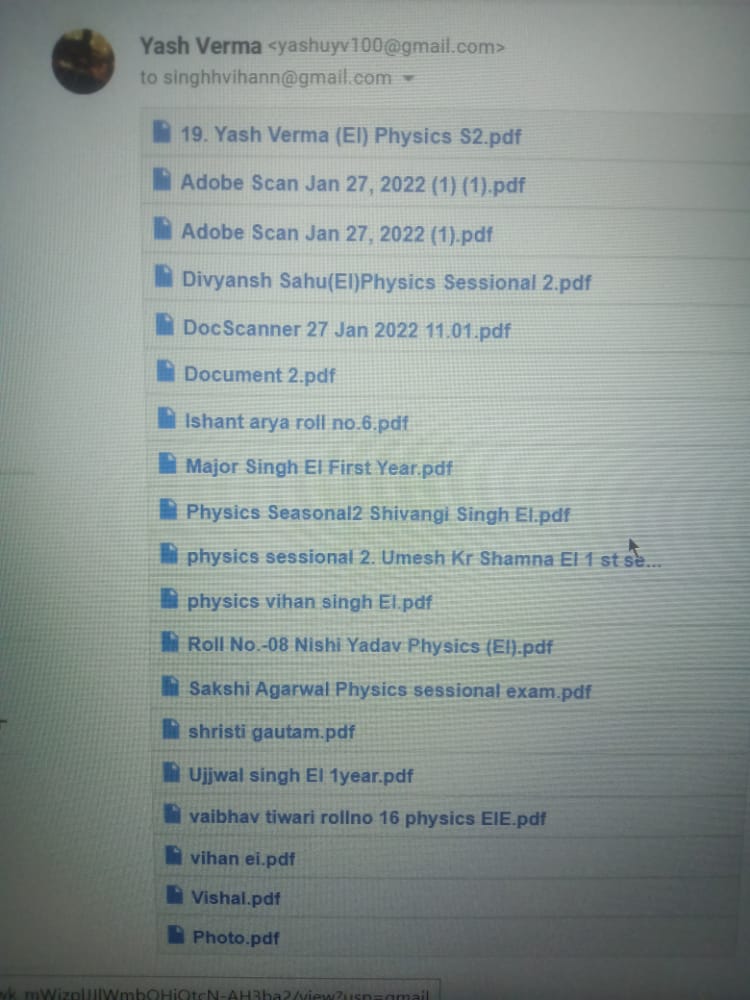 Yash Verma <yashuyv100@gmail.com>
to singhhvihann@gmail.com
19. Yash Verma (EI) Physics S2.pdf
Adobe Scan Jan 27, 2022 (1) (1).pdf
Adobe Scan Jan 27, 2022 (1).pdf
Divyansh Sahu(EI)Physics Sessional 2.pdf
DocScanner 27 Jan 2022 11.01.pdf
Document 2.pdf
Ishant arya roll no.6.pdf
Major Singh EI First Year.pdf
Physics Seasonal2 Shivangi Singh EI.pdf
physics sessional 2. Umesh Kr Shamna EI 1 st se...
physics vihan singh EI.pdf
Roll No.-08 Nishi Yadav Physics (EI).pdf
Sakshi Agarwal Physics sessional exam.pdf
shristi gautam.pdf
Ujjwal singh EI 1year.pdf
vaibhav tiwari rollno 16 physics EIE.pdf
vihan ei.pdf
Vishal.pdf
Photo.pdf